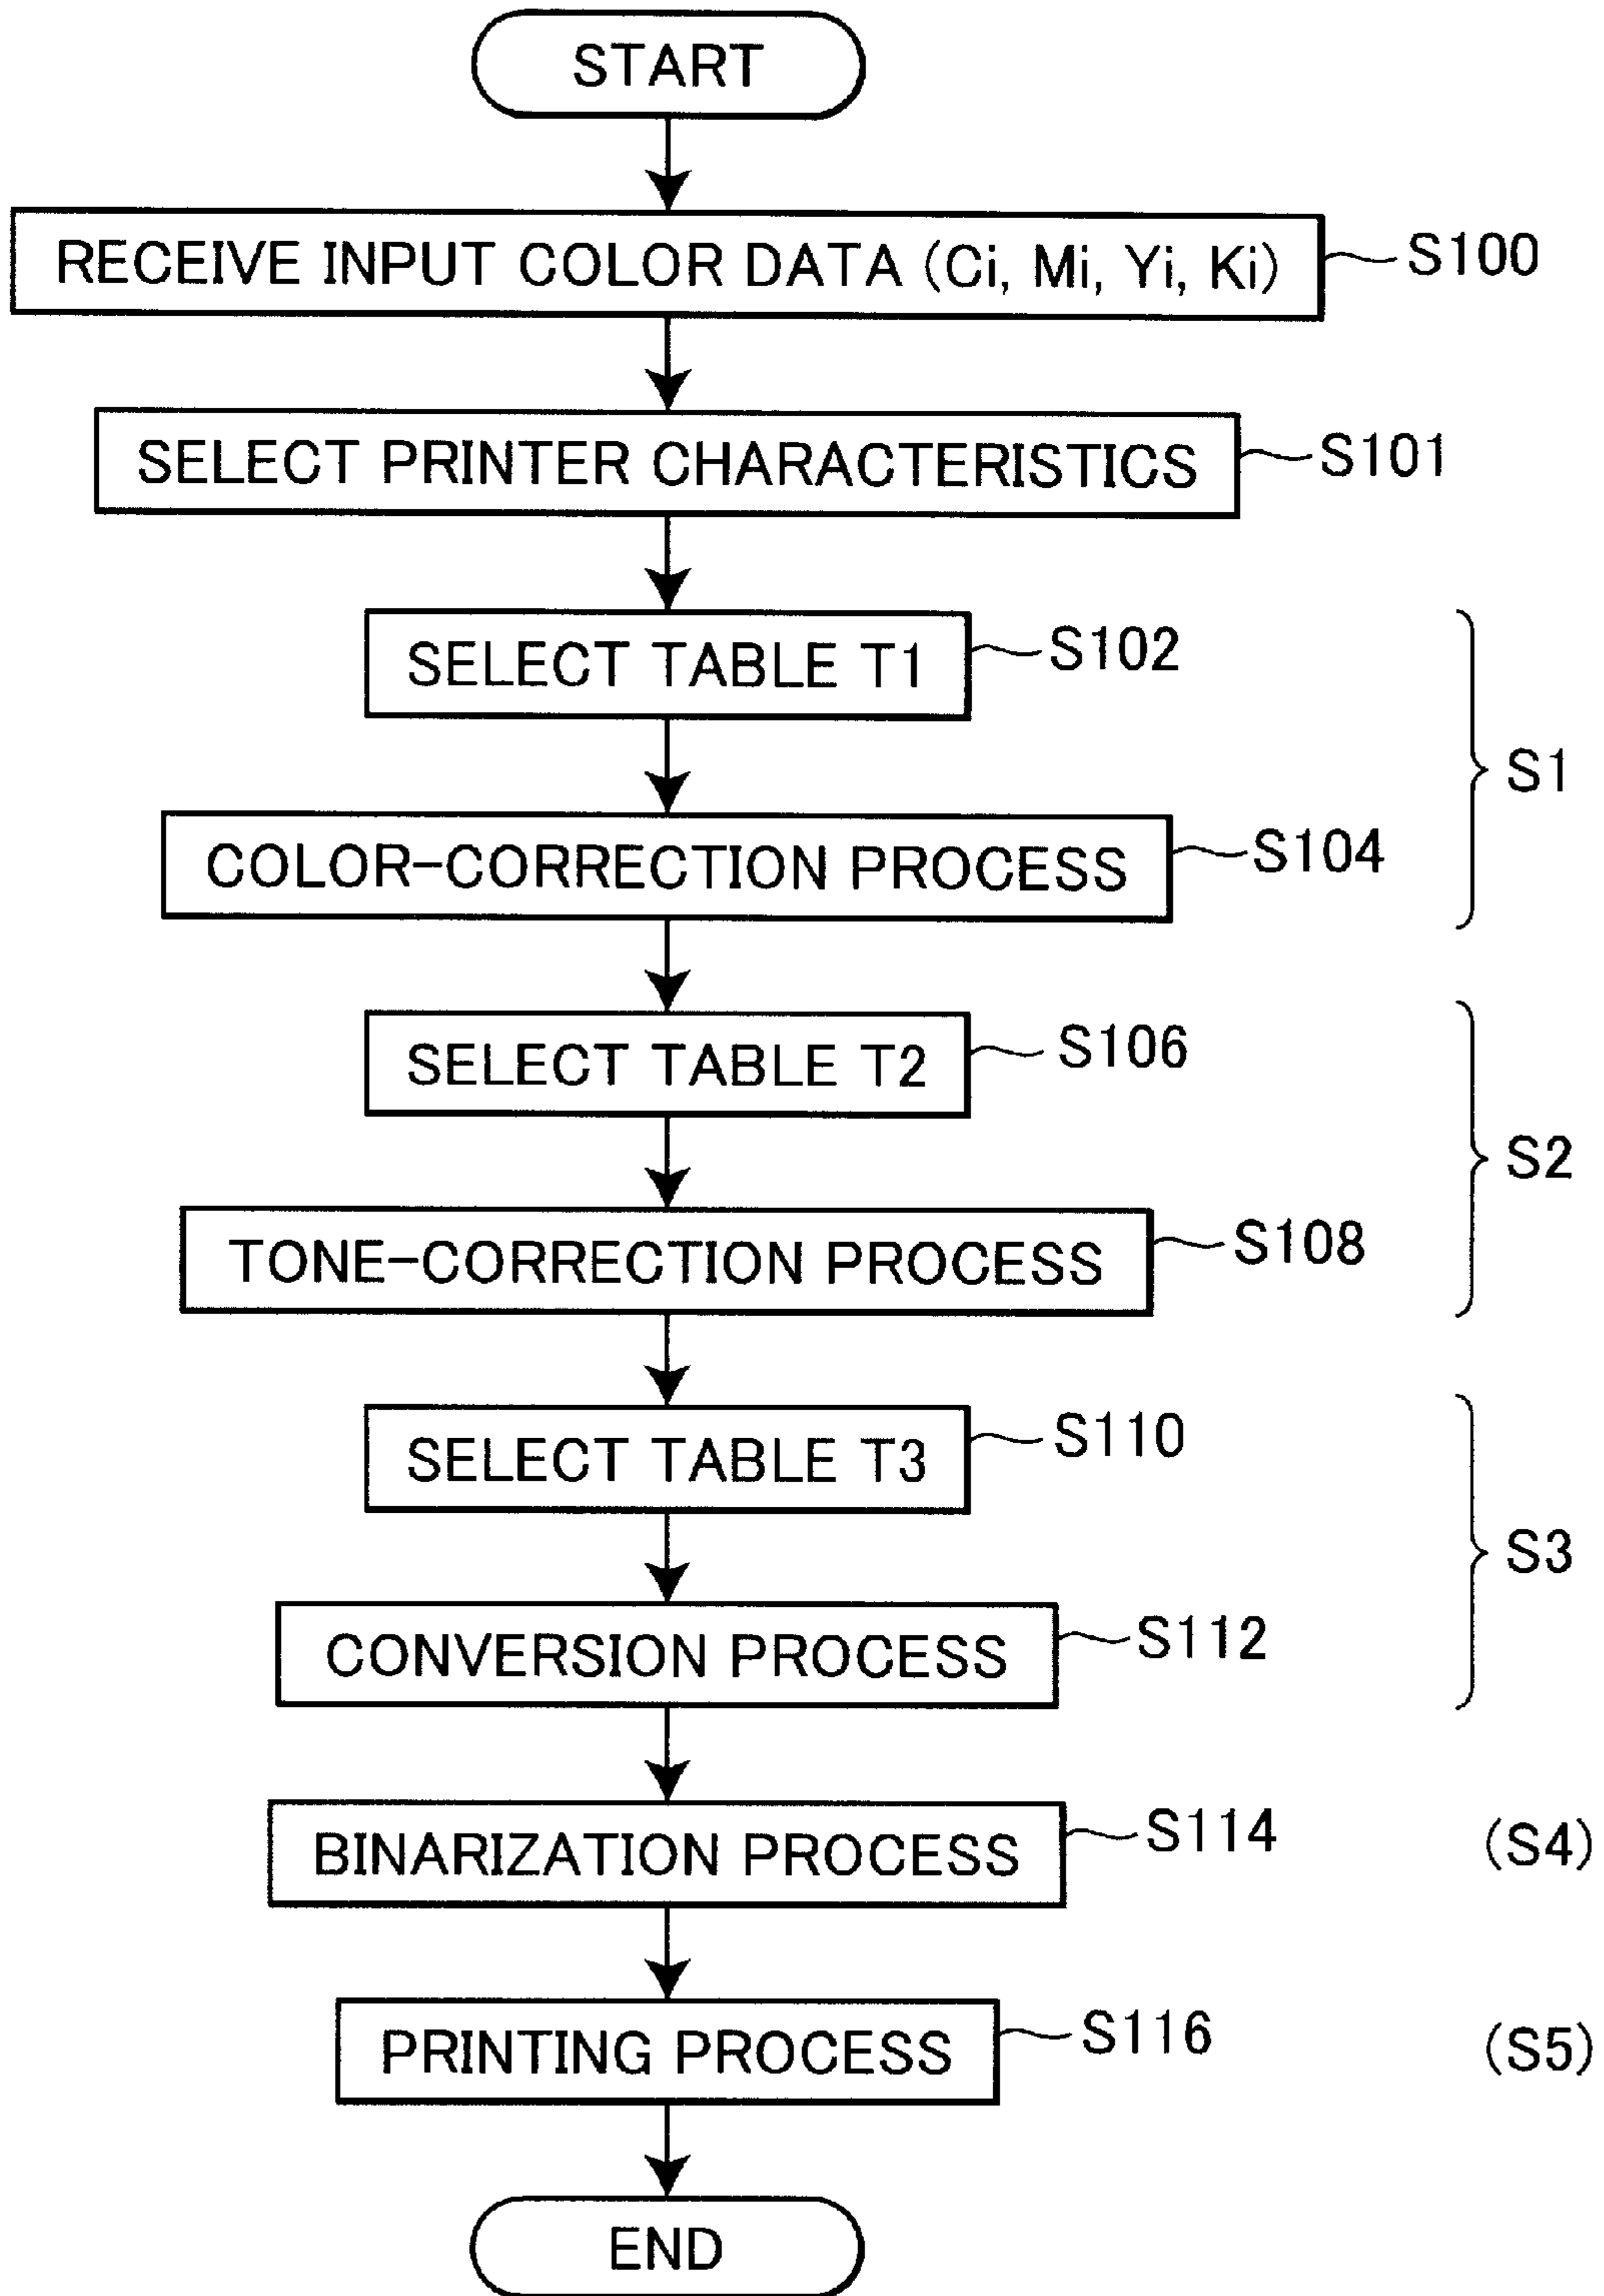 START
RECEIVE INPUT COLOR DATA (Ci, Mi, Yi, Ki)
S100
SELECT PRINTER CHARACTERISTICS
S101
SELECT TABLE T1
S102
COLOR-CORRECTION PROCESS
S104
S1
SELECT TABLE T2
S106
TONE-CORRECTION PROCESS
S108
S2
SELECT TABLE T3
S110
CONVERSION PROCESS
S112
S3
BINARIZATION PROCESS
S114
(S4)
PRINTING PROCESS
S116
(S5)
END